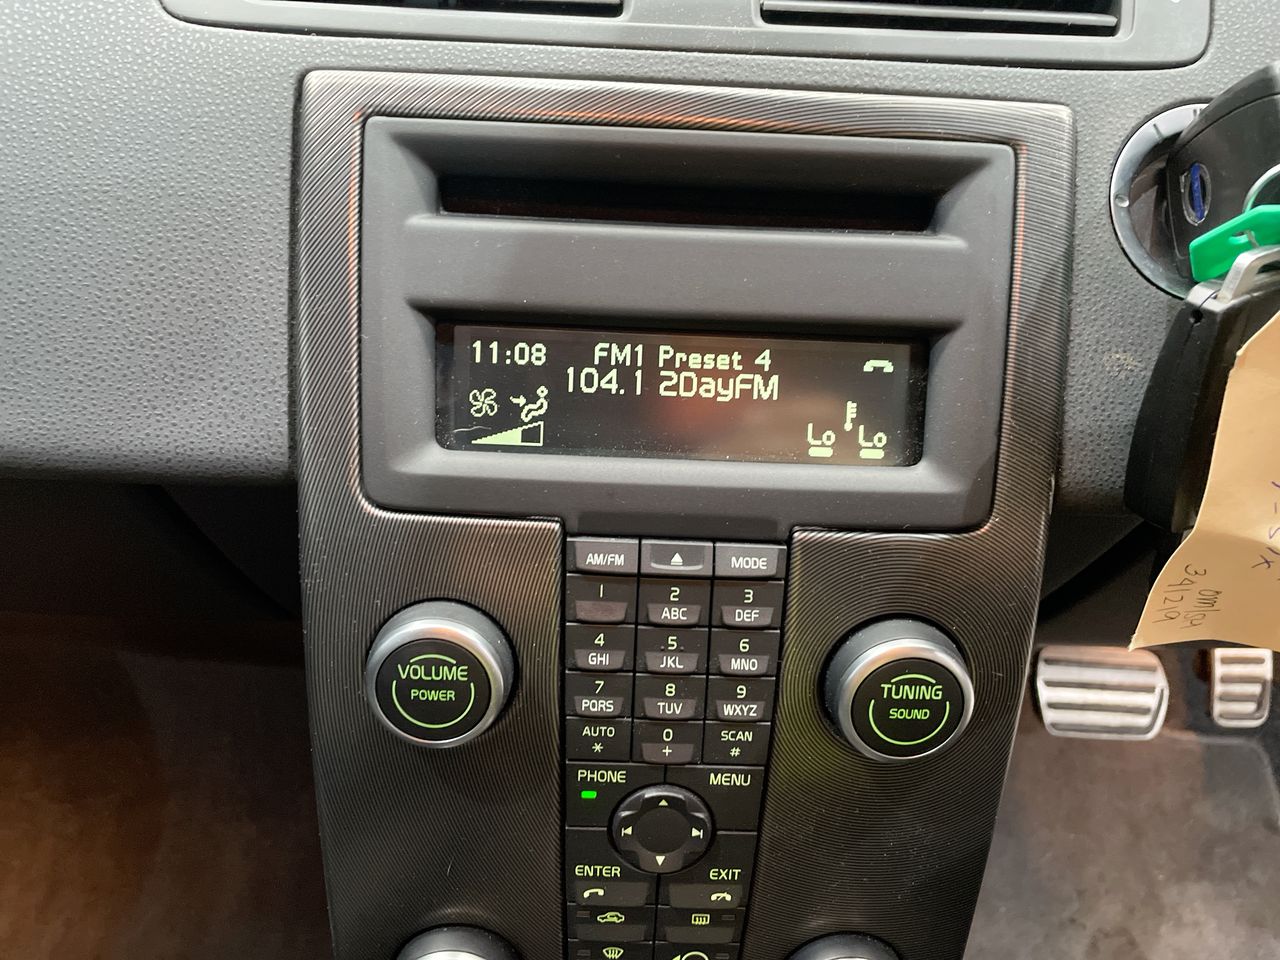 11:08 FM1 Preset 4
104.1 2DayFM
Lo Lo
AM/FM MODE
1 2 ABC 3 DEF
4 GHI 5 JKL 6 MNO
7 PQRS 8 TUV 9 WXYZ
AUTO * 0 + SCAN #
VOLUME
POWER
TUNING
SOUND
PHONE MENU
ENTER EXIT
34219